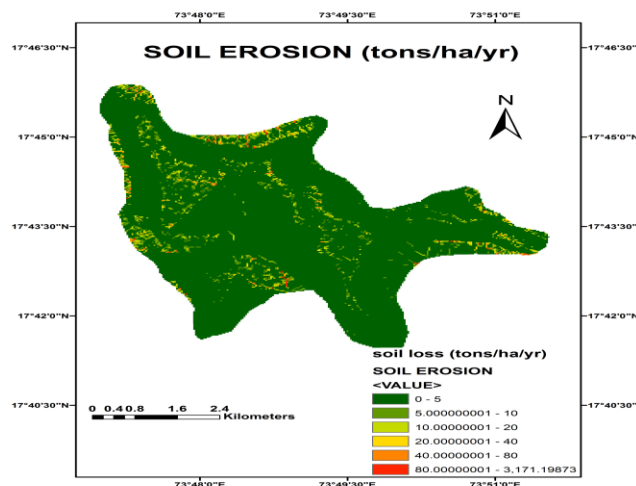 73°48'0"E 73°49'30"E 73°51'0"E
17°46'30"N 17°46'30"N
SOIL EROSION (tons/ha/yr)
N
17°45'0"N 17°45'0"N
17°43'30"N 17°43'30"N
17°42'0"N 17°42'0"N
soil loss (tons/ha/yr)
SOIL EROSION
<VALUE>
0 - 5
5.000000001 - 10
10.00000001 - 20
20.00000001 - 40
40.00000001 - 80
80.00000001 - 3,171.19873
17°40'30"N 17°40'30"N
0 0.4 0.8 1.6 2.4
Kilometers
73°48'0"E 73°49'30"E 73°51'0"E